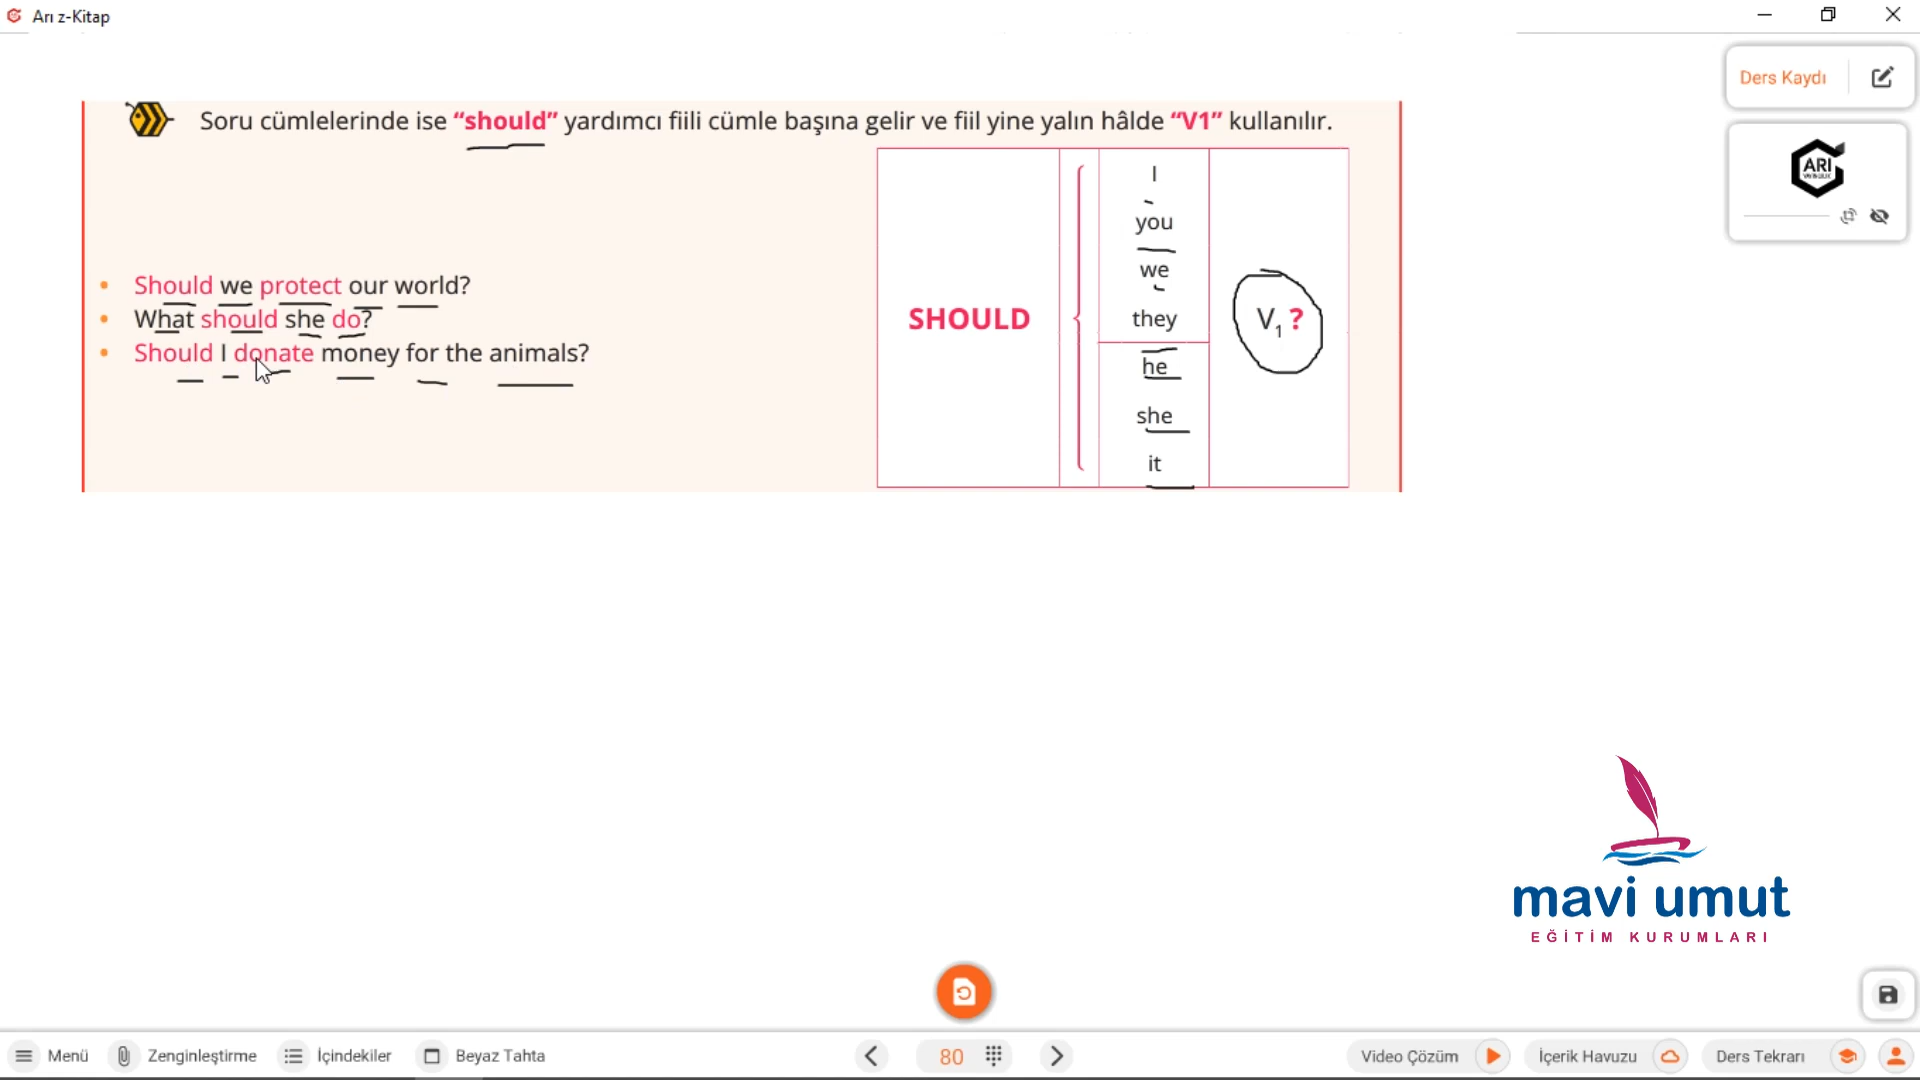 Arı z-Kitap
Ders Kaydı
Soru cümlelerinde ise “should” yardımcı fiili cümle başına gelir ve fiil yine yalın hâlde “V1” kullanılır.
ARI
I
you
Should we protect our world?
we
What should she do?
SHOULD
they
V1 ?
Should I donate money for the animals?
he
she
it
mavi umut
EĞİTİM KURUMLARI
Menü
Zenginleştirme
İçindekiler
Beyaz Tahta
80
Video Çözüm
İçerik Havuzu
Ders Tekrarı